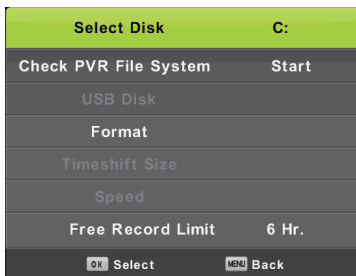 Select Disk C:
Check PVR File System Start
USB Disk
Format
Timeshift Size
Speed
Free Record Limit 6 Hr.
OK Select MENU Back